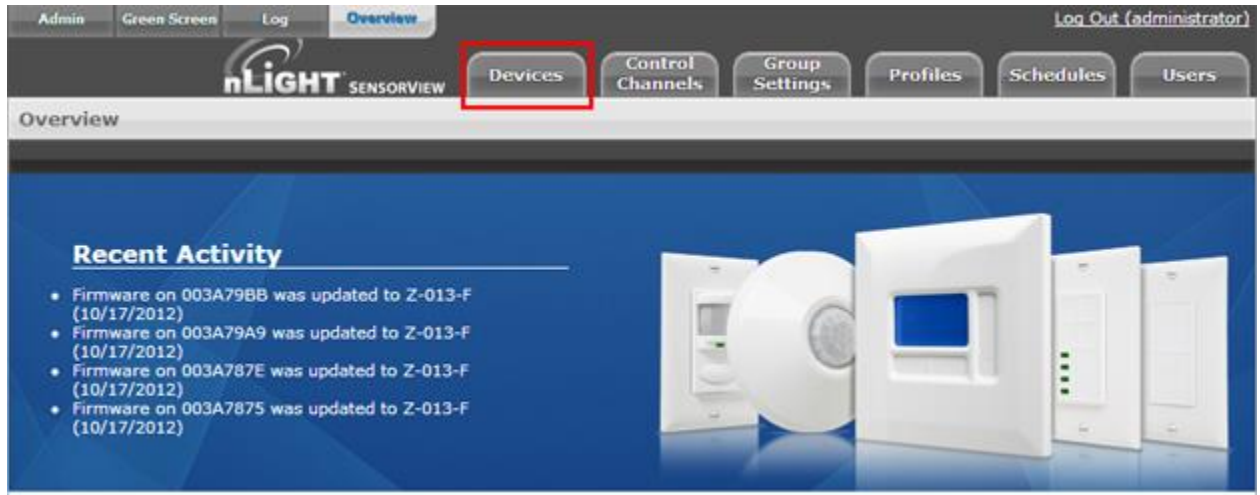 Admin Green Screen Log Overview Log Out (administrator)
nLIGHT SENSORVIEW Devices Control Channels Group Settings Profiles Schedules Users
Overview
Recent Activity
• Firmware on 003A79BB was updated to Z-013-F
(10/17/2012)
• Firmware on 003A79A9 was updated to Z-013-F
(10/17/2012)
• Firmware on 003A787E was updated to Z-013-F
(10/17/2012)
• Firmware on 003A7875 was updated to Z-013-F
(10/17/2012)